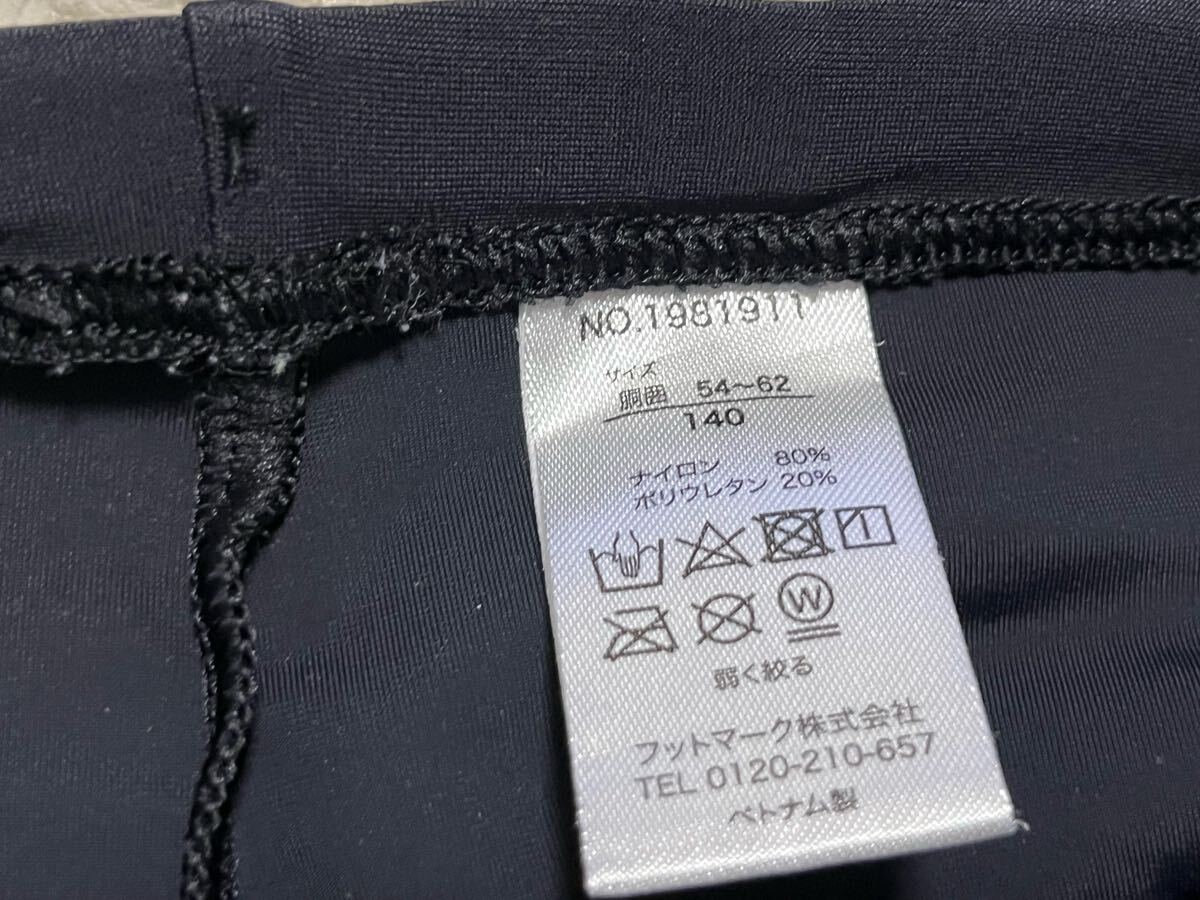 NO.1981911
サイズ
胴囲 54～62
140
ナイロン 80%
ポリウレタン 20%
W
弱く絞る
フットマーク株式会社
TEL 0120-210-657
ベトナム製